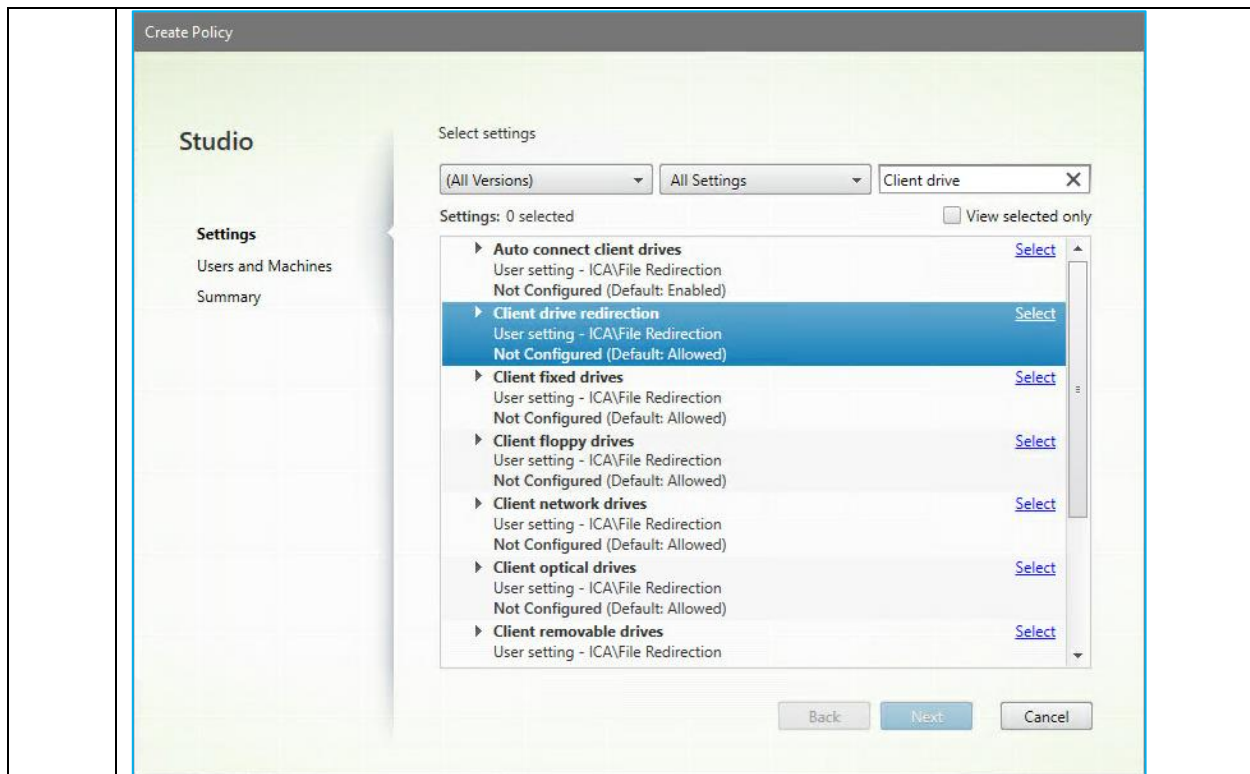 Create Policy
Studio
Settings
Users and Machines
Summary
Select settings
(All Versions) All Settings Client drive
Settings: 0 selected View selected only
Auto connect client drives Select
User setting - ICA\File Redirection
Not Configured (Default: Enabled)
Client drive redirection Select
User setting - ICA\File Redirection
Not Configured (Default: Allowed)
Client fixed drives Select
User setting - ICA\File Redirection
Not Configured (Default: Allowed)
Client floppy drives Select
User setting - ICA\File Redirection
Not Configured (Default: Allowed)
Client network drives Select
User setting - ICA\File Redirection
Not Configured (Default: Allowed)
Client optical drives Select
User setting - ICA\File Redirection
Not Configured (Default: Allowed)
Client removable drives Select
User setting - ICA\File Redirection
Back Next Cancel